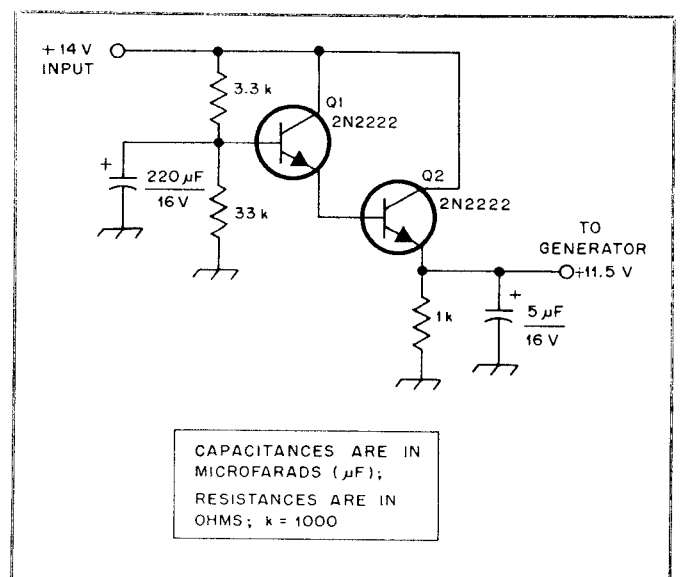 + 14 V
INPUT
3.3 k
Q1
2N2222
+
220 µF
16 V
33 k
Q2
2N2222
TO
GENERATOR
+11.5 V
1 k
+
5 µF
16 V
CAPACITANCES ARE IN
MICROFARADS (µF);
RESISTANCES ARE IN
OHMS; k = 1000